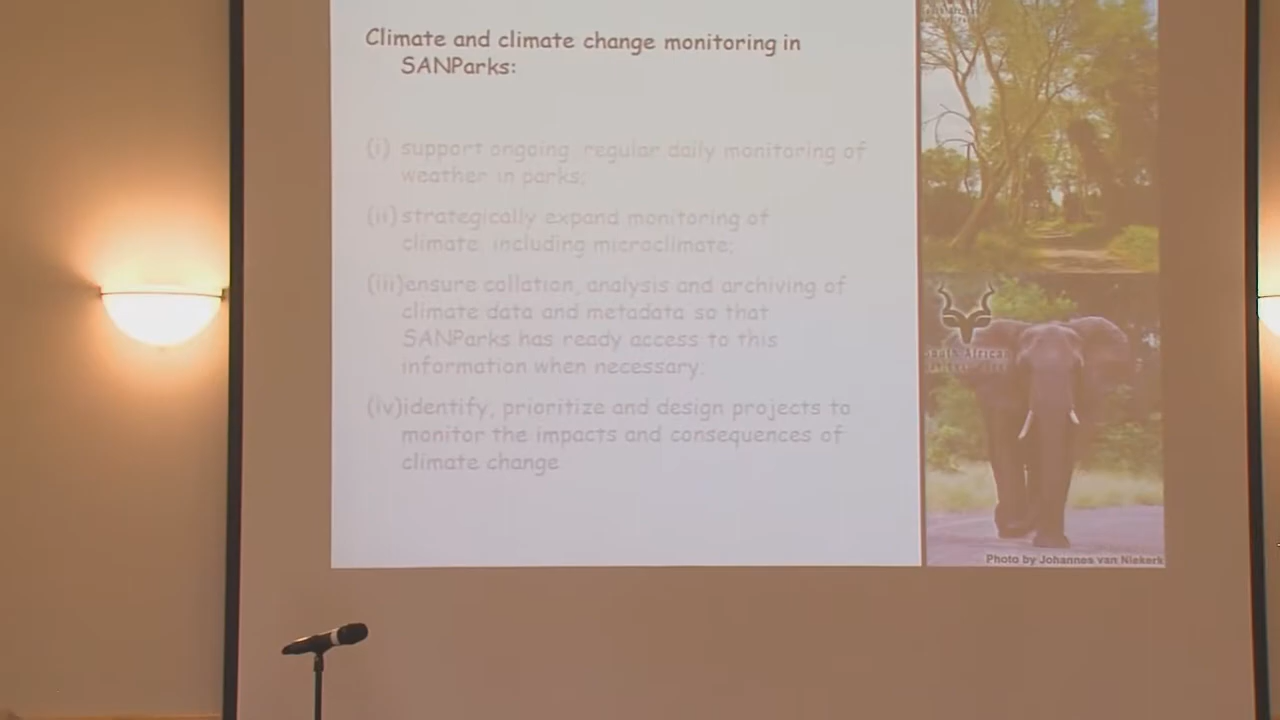 Climate and climate change monitoring in
SANParks:
(i) support ongoing regular daily monitoring of
weather in parks;
(ii) strategically expand monitoring of
climate, including microclimate;
(iii)ensure collation, analysis and archiving of
climate data and metadata so that
SANParks has ready access to this
information when necessary;
(iv)identify, prioritize and design projects to
monitor the impacts and consequences of
climate change
South African
Photo by Johannes van Niekerk